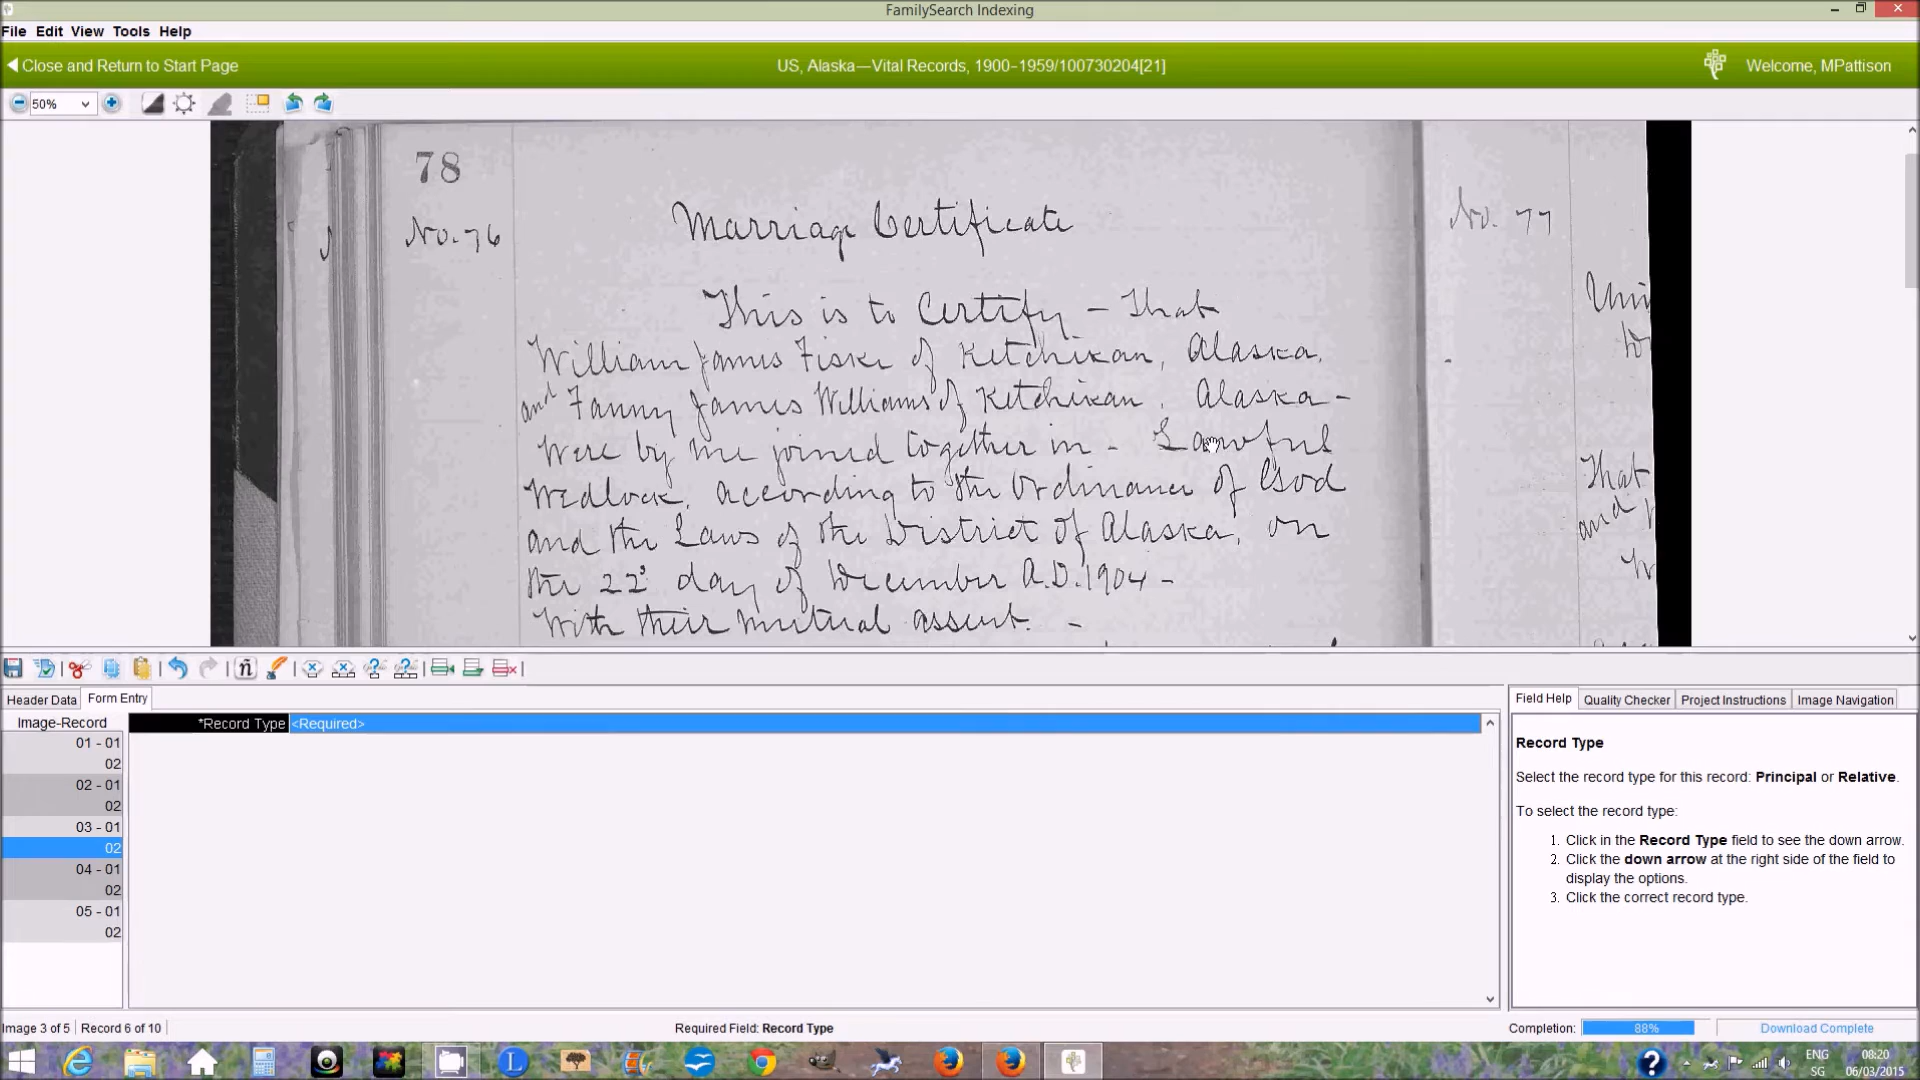 FamilySearch Indexing
File Edit View Tools Help
Close and Return to Start Page
US, Alaska—Vital Records, 1900-1959/100730204[21]
Welcome, MPattison
50%
78
No. 76
Marriage Certificate
No. 77
This is to Certify - That
William James Fiske of Ketchikan, Alaska,
and Fanny James Williams of Ketchikan, Alaska -
Were by me joined together in - Lawful
Wedlock, according to the Ordinance of God
and the Laws of the District of Alaska, on
the 22d day of December A.D. 1904 -
With their mutual assent. -
Uni
That
and
ñ
Header Data Form Entry
Image-Record
*Record Type <Required>
01 - 01
02
02 - 01
02
03 - 01
02
04 - 01
02
05 - 01
02
Field Help Quality Checker Project Instructions Image Navigation
Record Type
Select the record type for this record: Principal or Relative.
To select the record type:
1. Click in the Record Type field to see the down arrow.
2. Click the down arrow at the right side of the field to
display the options.
3. Click the correct record type.
Image 3 of 5 Record 6 of 10
Required Field: Record Type
Completion: 88% Download Complete
L
?
ENG
SG
08:20
06/03/2015